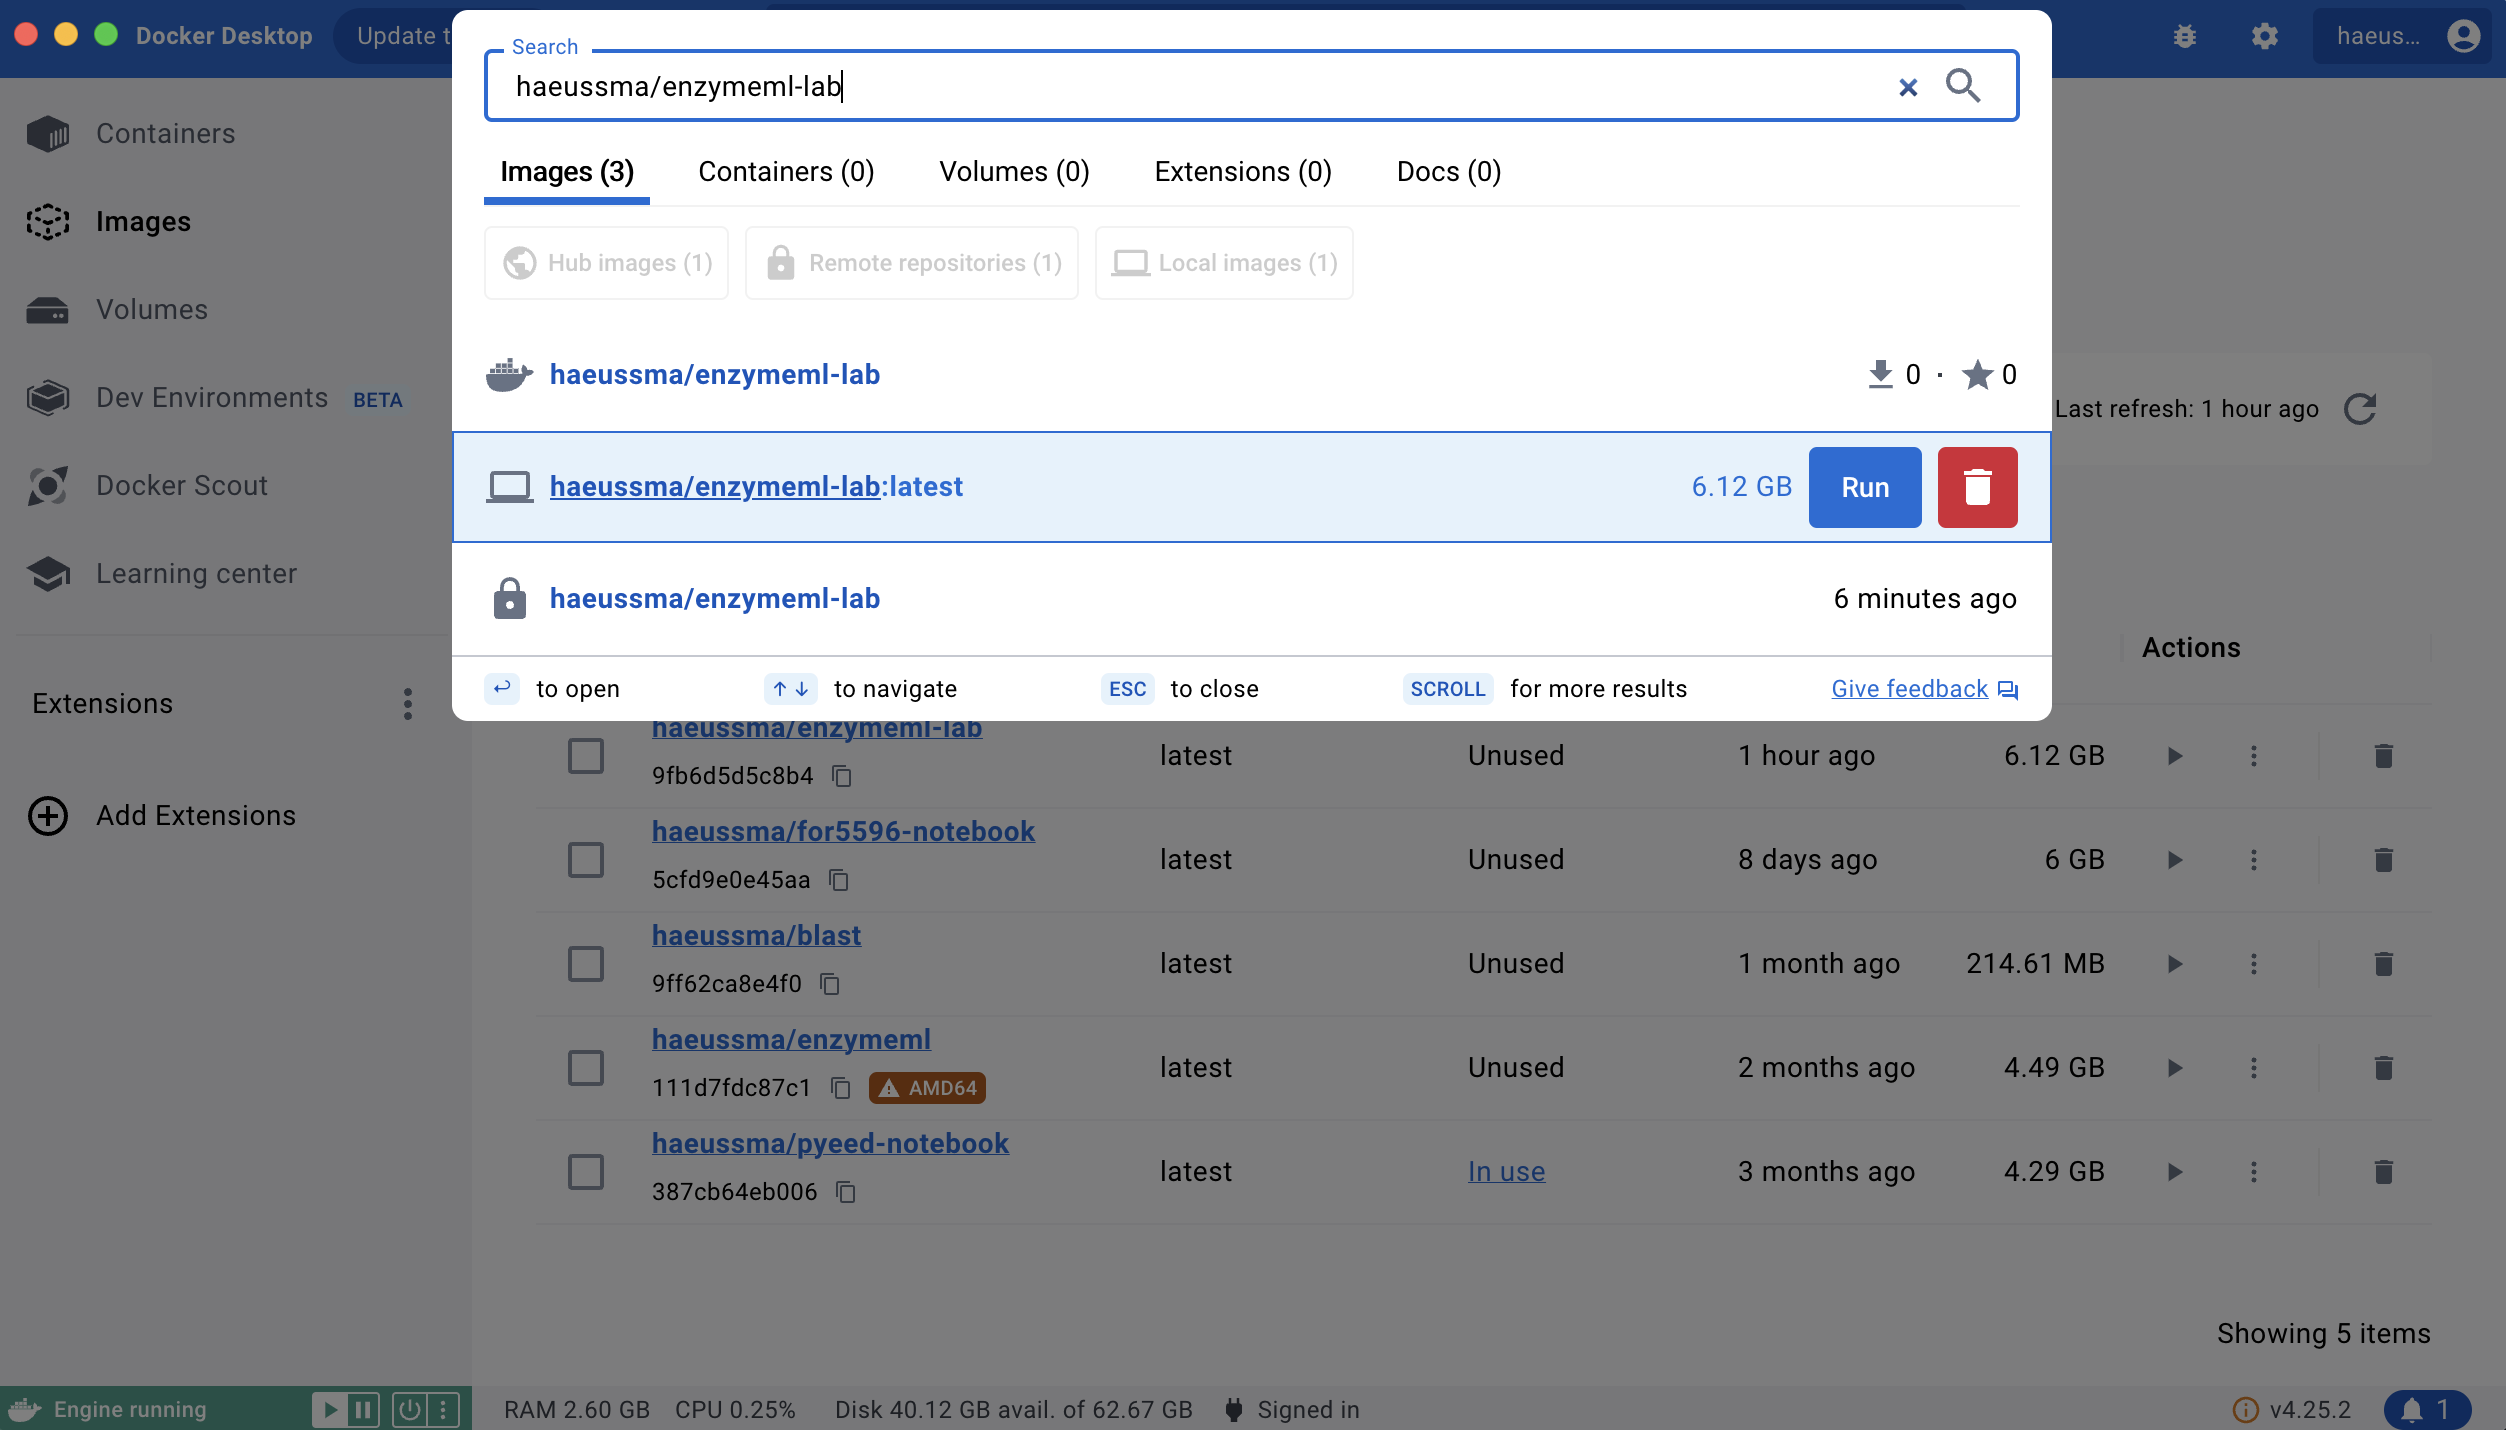 Docker Desktop
Update t
haeus...
Search
haeussma/enzymeml-lab
Images (3)
Containers (0)
Volumes (0)
Extensions (0)
Docs (0)
Hub images (1)
Remote repositories (1)
Local images (1)
haeussma/enzymeml-lab
0 · 0
haeussma/enzymeml-lab:latest
6.12 GB
Run
haeussma/enzymeml-lab
6 minutes ago
to open
to navigate
ESC to close
SCROLL for more results
Give feedback
Containers
Images
Volumes
Dev Environments BETA
Docker Scout
Learning center
Extensions
Add Extensions
Last refresh: 1 hour ago
Actions
haeussma/enzymeml-lab
9fb6d5d5c8b4
latest
Unused
1 hour ago
6.12 GB
haeussma/for5596-notebook
5cfd9e0e45aa
latest
Unused
8 days ago
6 GB
haeussma/blast
9ff62ca8e4f0
latest
Unused
1 month ago
214.61 MB
haeussma/enzymeml
111d7fdc87c1
AMD64
latest
Unused
2 months ago
4.49 GB
haeussma/pyeed-notebook
387cb64eb006
latest
In use
3 months ago
4.29 GB
Showing 5 items
Engine running
RAM 2.60 GB
CPU 0.25%
Disk 40.12 GB avail. of 62.67 GB
Signed in
v4.25.2
1